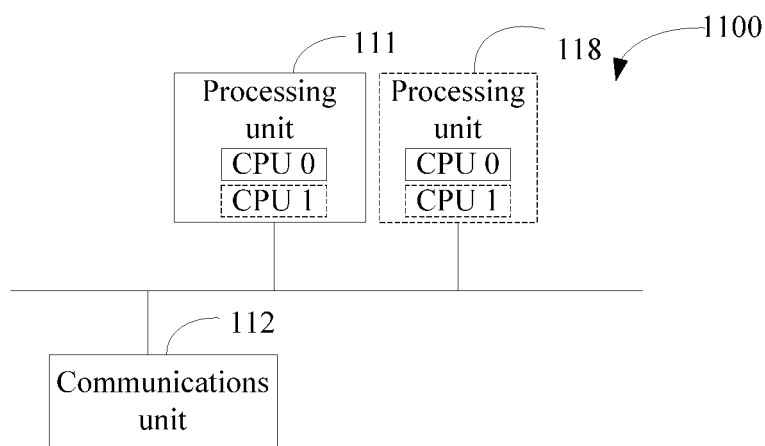 1100
111
118
Processing
unit
CPU 0
CPU 1
Processing
unit
CPU 0
CPU 1
112
Communications
unit